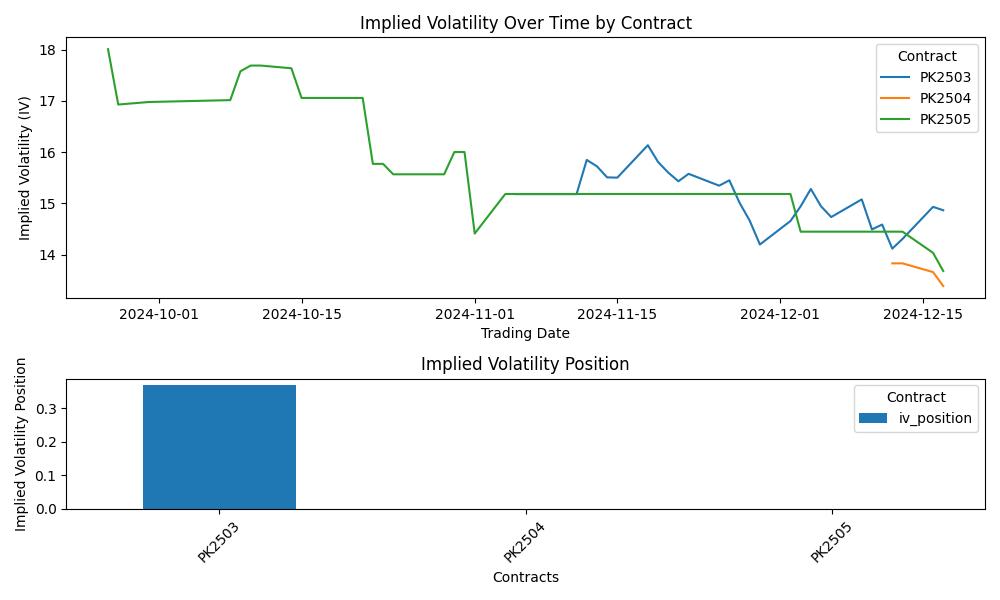 Implied Volatility Over Time by Contract
Implied Volatility (IV)
18
17
16
15
14
Contract
PK2503
PK2504
PK2505
2024-10-01 2024-10-15 2024-11-01 2024-11-15 2024-12-01 2024-12-15
Trading Date
Implied Volatility Position
Implied Volatility Position
0.3
0.2
0.1
0.0
Contract
iv_position
PK2503 PK2504 PK2505
Contracts